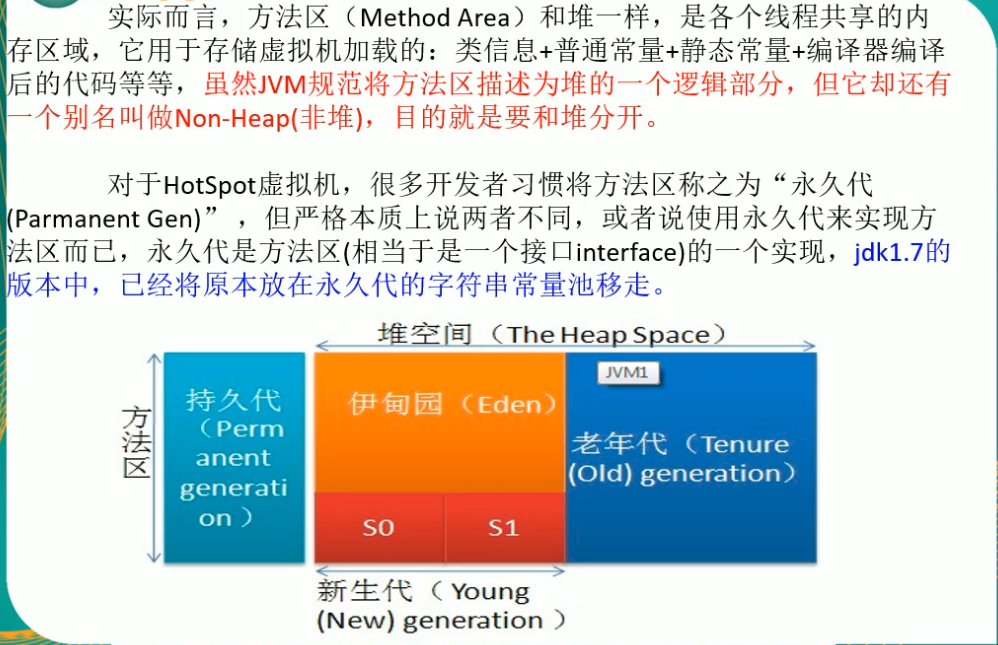 实际而言，方法区（Method Area）和堆一样，是各个线程共享的内
存区域，它用于存储虚拟机加载的：类信息+普通常量+静态常量+编译器编译
后的代码等等，虽然JVM规范将方法区描述为堆的一个逻辑部分，但它却还有
一个别名叫做Non-Heap(非堆)，目的就是要和堆分开。
对于HotSpot虚拟机，很多开发者习惯将方法区称之为“永久代
(Parmanent Gen)”，但严格本质上说两者不同，或者说使用永久代来实现方
法区而已，永久代是方法区(相当于是一个接口interface)的一个实现，jdk1.7的
版本中，已经将原本放在永久代的字符串常量池移走。
堆空间（The Heap Space）
方
法
区
持久代
（Perm
anent
generati
on ）
伊甸园（Eden）
S0
S1
JVM1
老年代（Tenure
(Old) generation）
新生代（ Young
(New) generation ）